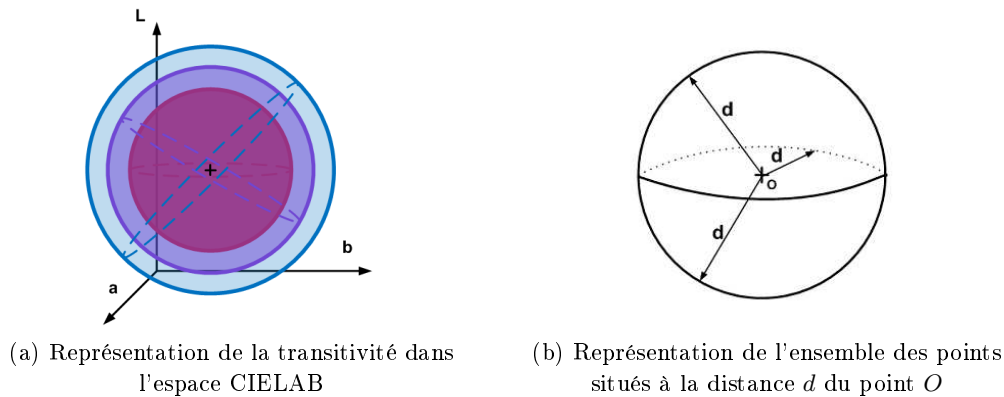 L
b
a
d
d
o
d
(a) Représentation de la transitivité dans
l'espace CIELAB
(b) Représentation de l'ensemble des points
situés à la distance d du point O